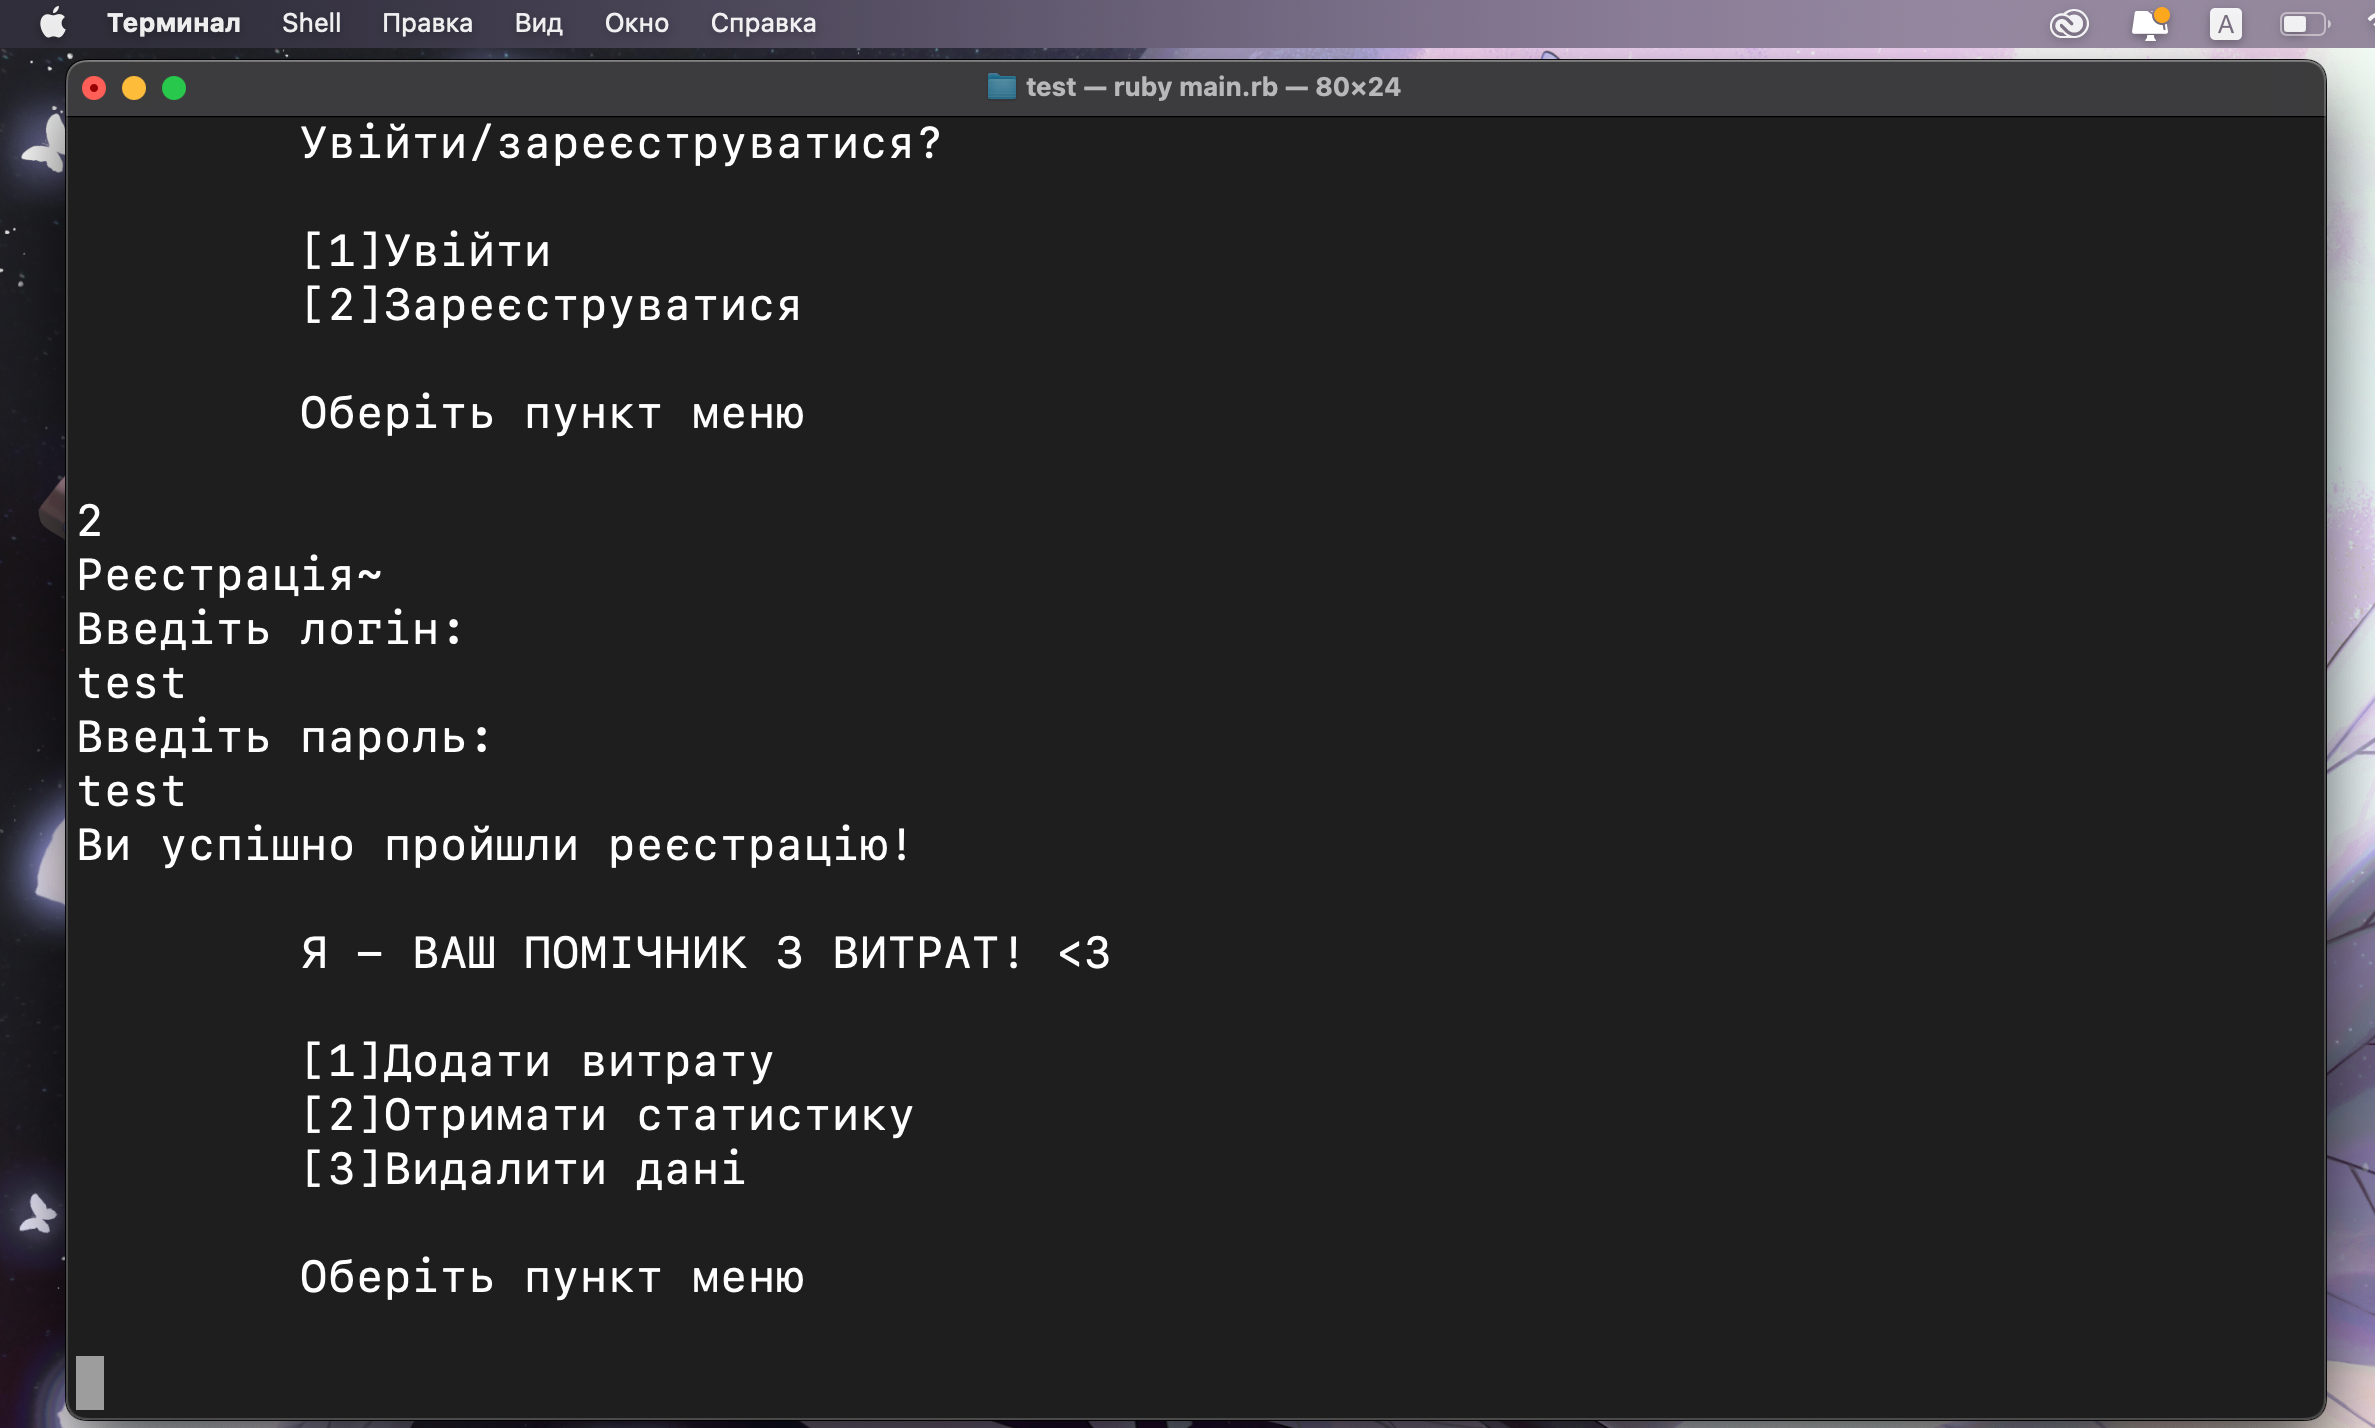 Терминал Shell Правка Вид Окно Справка A
test — ruby main.rb — 80×24
Увійти/зареєструватися?
[1]Увійти
[2]Зареєструватися
Оберіть пункт меню
2
Реєстрація~
Введіть логін:
test
Введіть пароль:
test
Ви успішно пройшли реєстрацію!
Я – ВАШ ПОМІЧНИК З ВИТРАТ! <3
[1]Додати витрату
[2]Отримати статистику
[3]Видалити дані
Оберіть пункт меню